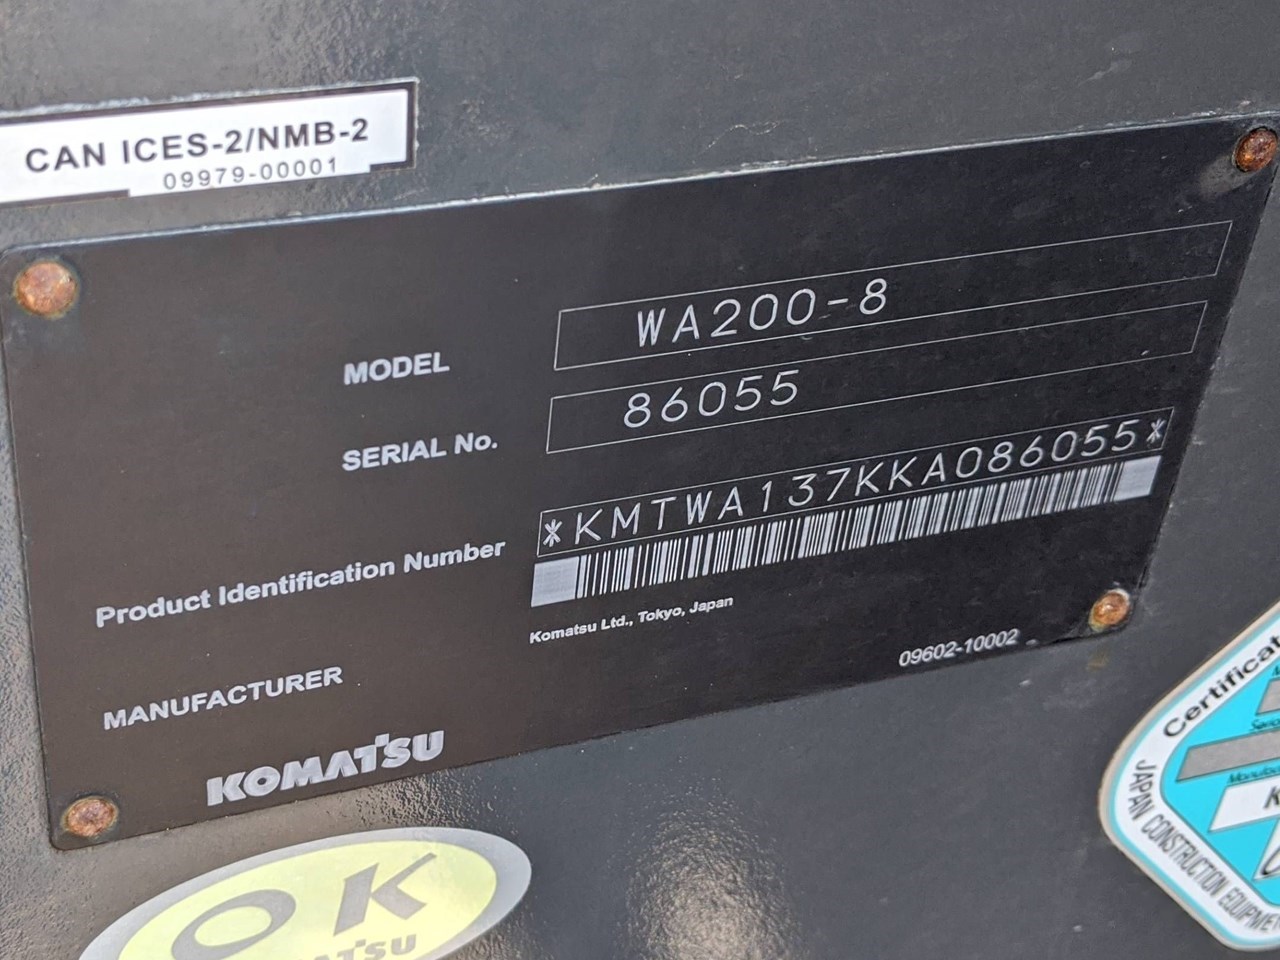 CAN ICES-2/NMB-2
09979-00001
MODEL WA200-8
SERIAL No. 86055
Product Identification Number *KMTWA137KKA086055*
MANUFACTURER Komatsu Ltd., Tokyo, Japan
09602-10002
KOMATSU
OK
JAPAN CONSTRUCTION